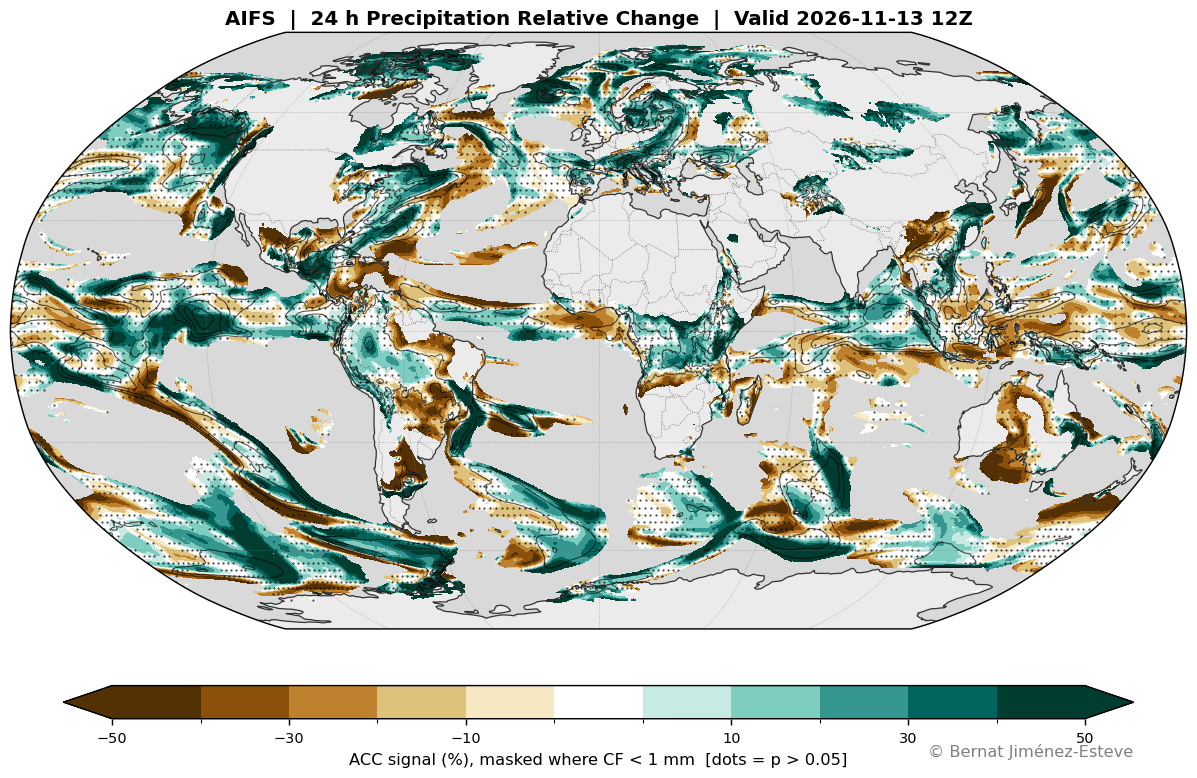 AIFS | 24 h Precipitation Relative Change | Valid 2026-11-13 12Z
−50 −30 −10 10 30 50
© Bernat Jiménez-Esteve
ACC signal (%), masked where CF < 1 mm [dots = p > 0.05]